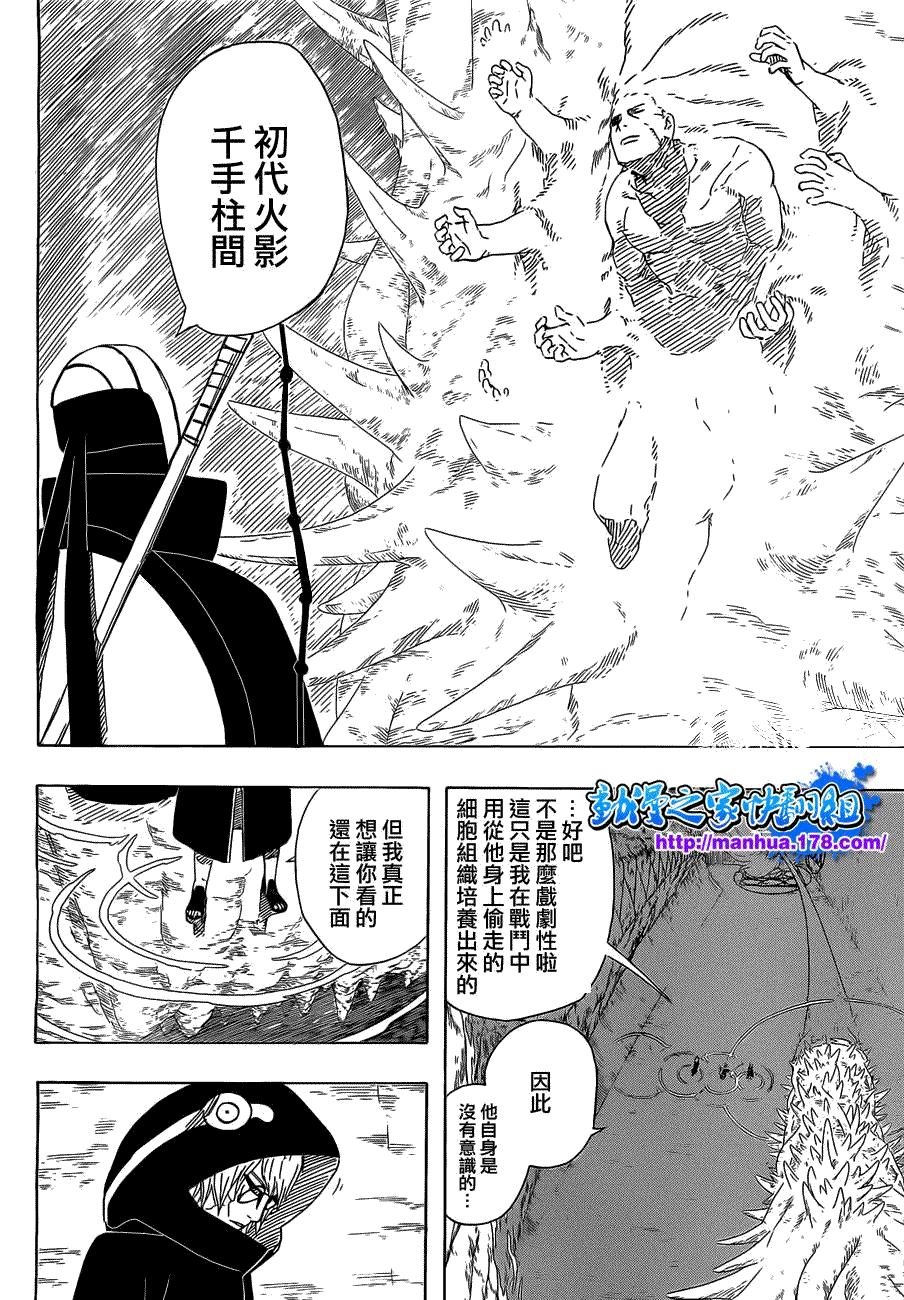 初代火影
千手柱間
動漫之家快翻組
http://manhua.178.com/
…好吧
不是那麼戲劇性啦
這只是我在戰鬥中
用從他身上偷走的
細胞組織培養出來的
因此
他自身是
沒有意識的…
但我真正
想讓你看的
還在這下面